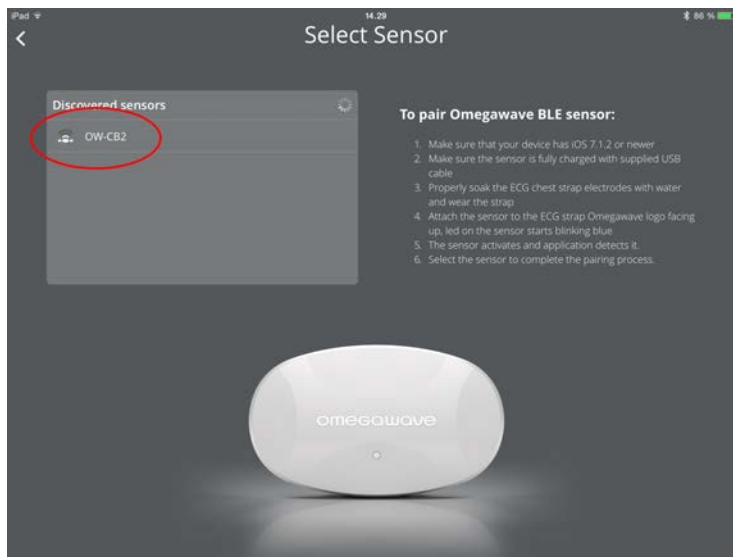 iPad
14.29
86 %
Select Sensor
Discovered sensors
OW-CB2
To pair Omegawave BLE sensor:
1. Make sure that your device has iOS 7.1.2 or newer
2. Make sure the sensor is fully charged with supplied USB
cable
3. Properly soak the ECG chest strap electrodes with water
and wear the strap
4. Attach the sensor to the ECG strap Omegawave logo facing
up, led on the sensor starts blinking blue
5. The sensor activates and application detects it.
6. Select the sensor to complete the pairing process.
omegawave